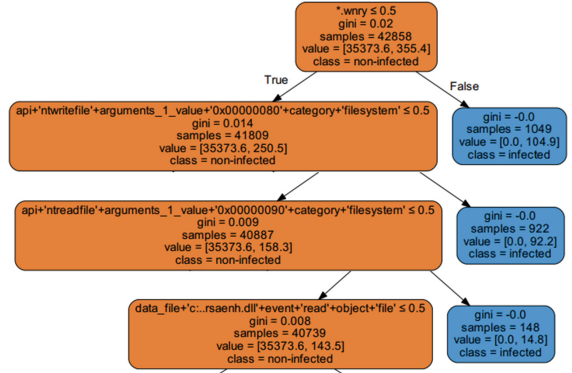 *.wnry ≤ 0.5
gini = 0.02
samples = 42858
value = [35373.6, 355.4]
class = non-infected
True
False
api+'ntwritefile'+arguments_1_value+'0x00000080'+category+'filesystem' ≤ 0.5
gini = 0.014
samples = 41809
value = [35373.6, 250.5]
class = non-infected
gini = -0.0
samples = 1049
value = [0.0, 104.9]
class = infected
api+'ntreadfile'+arguments_1_value+'0x00000090'+category+'filesystem' ≤ 0.5
gini = 0.009
samples = 40887
value = [35373.6, 158.3]
class = non-infected
gini = -0.0
samples = 922
value = [0.0, 92.2]
class = infected
data_file+'c:..rsaenh.dll'+event+'read'+object+'file' ≤ 0.5
gini = 0.008
samples = 40739
value = [35373.6, 143.5]
class = non-infected
gini = -0.0
samples = 148
value = [0.0, 14.8]
class = infected